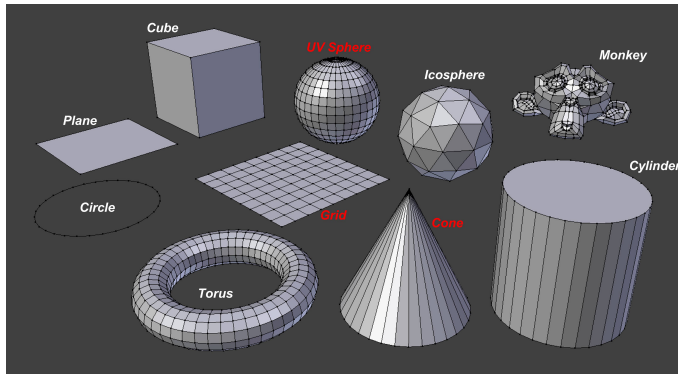 Cube
UV Sphere
Monkey
Icosphere
Plane
Cylinder
Circle
Grid
Cone
Torus